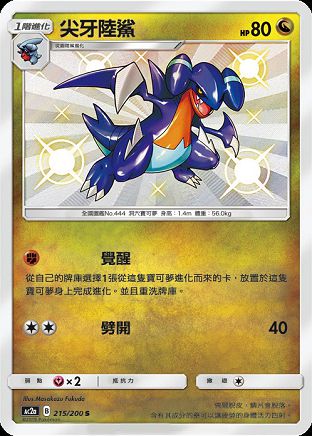 1階進化
尖牙陸鯊
HP 80
從圓陸鯊進化
全國圖鑑No.444 洞穴寶可夢 身高:1.4m 體重:56.0kg
覺醒
從自己的牌庫選擇1張從這隻寶可夢進化而來的卡,放置於這隻
寶可夢身上完成進化。並且重洗牌庫。
劈開 40
弱點 ×2 抵抗力 撤退
Illus.Masakazu Fukuda
SC2a B 215/200 S
©2019 Pokémon